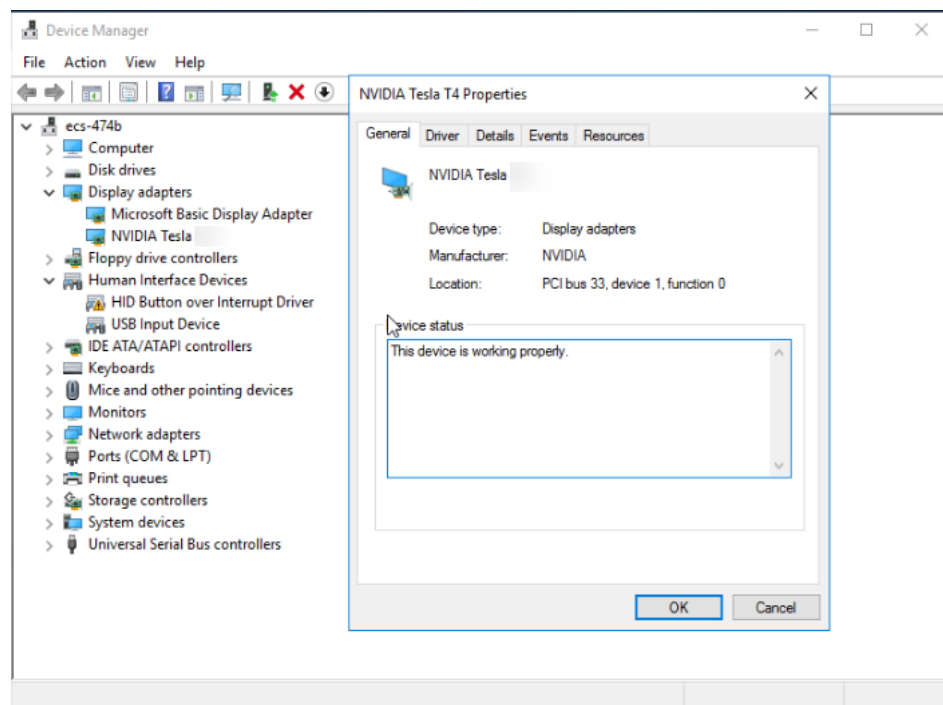 Device Manager
File Action View Help
ecs-474b
Computer
Disk drives
Display adapters
Microsoft Basic Display Adapter
NVIDIA Tesla
Floppy drive controllers
Human Interface Devices
HID Button over Interrupt Driver
USB Input Device
IDE ATA/ATAPI controllers
Keyboards
Mice and other pointing devices
Monitors
Network adapters
Ports (COM & LPT)
Print queues
Storage controllers
System devices
Universal Serial Bus controllers
NVIDIA Tesla T4 Properties
General Driver Details Events Resources
NVIDIA Tesla
Device type: Display adapters
Manufacturer: NVIDIA
Location: PCI bus 33, device 1, function 0
Device status
This device is working properly.
OK Cancel